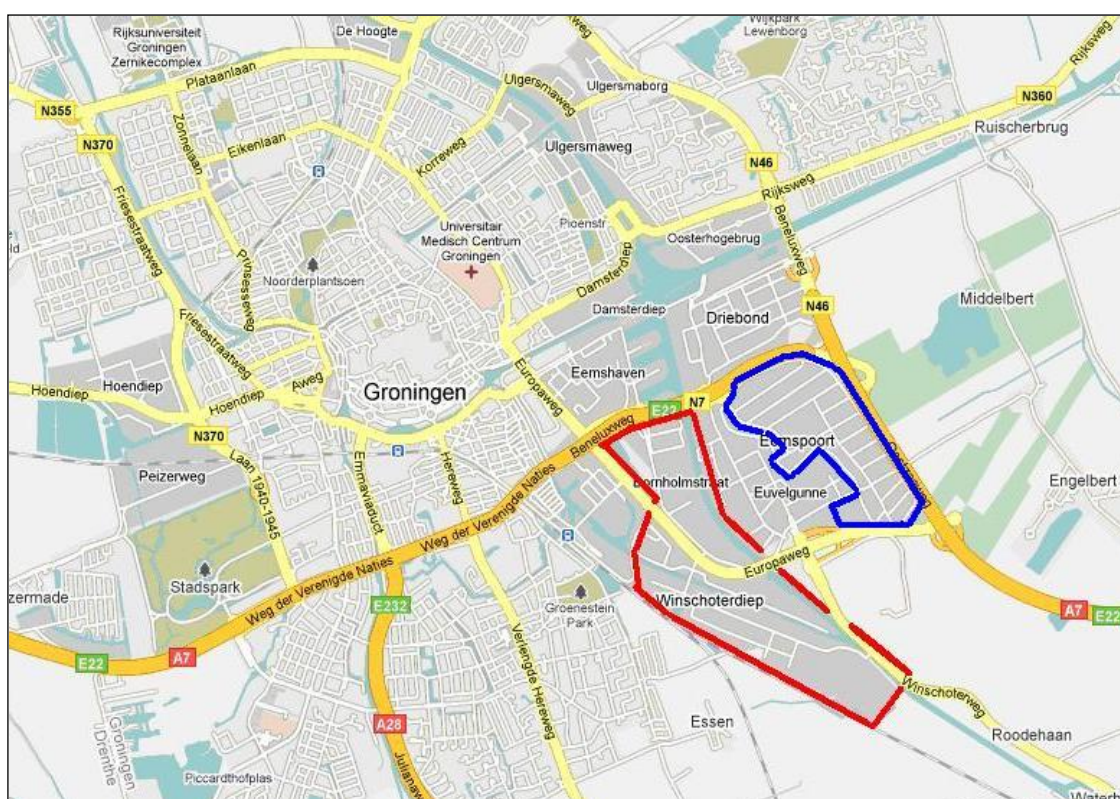 De Hoogte
Rijksuniversiteit
Groningen
Zernikecomplex
Plataanlaan
N355
N370
Zonnelaan
Eikenlaan
Korreweg
Ulgersmaweg
Ulgersmaborg
Ulgersmaweg
Wijkpark
Lewenborg
Rijksweg
N360
Ruischerbrug
N46
Rijksweg
Beneluxweg
Friesestraatweg
Prinsesseweg
Noorderplantsoen
Universitair
Medisch Centrum
Groningen
Pioenstr
Oosterhogebrug
Damsterdiep
Damsterdiep
Driebond
N46
Middelbert
Friesestraatweg
Hoendiep
Hoendiep
Hoendiep
Aweg
Groningen
Europaweg
Eemshaven
N7
E22
Beneluxweg
N370
Peizerweg
Laan 1940-1945
Emmaviaduct
Hereweg
Weg der Verenigde Naties
Bornholmstraat
Eemspoort
Euvelgunne
Engelbert
Europaweg
Stadspark
Weg der Verenigde Naties
E232
Verlengde Hereweg
Groenestein
Park
Winschoterdiep
A7
E22
E22
A7
Groningen
Drenthe
A28
Essen
Winschoterweg
Roodehaan
Piccardthofplas